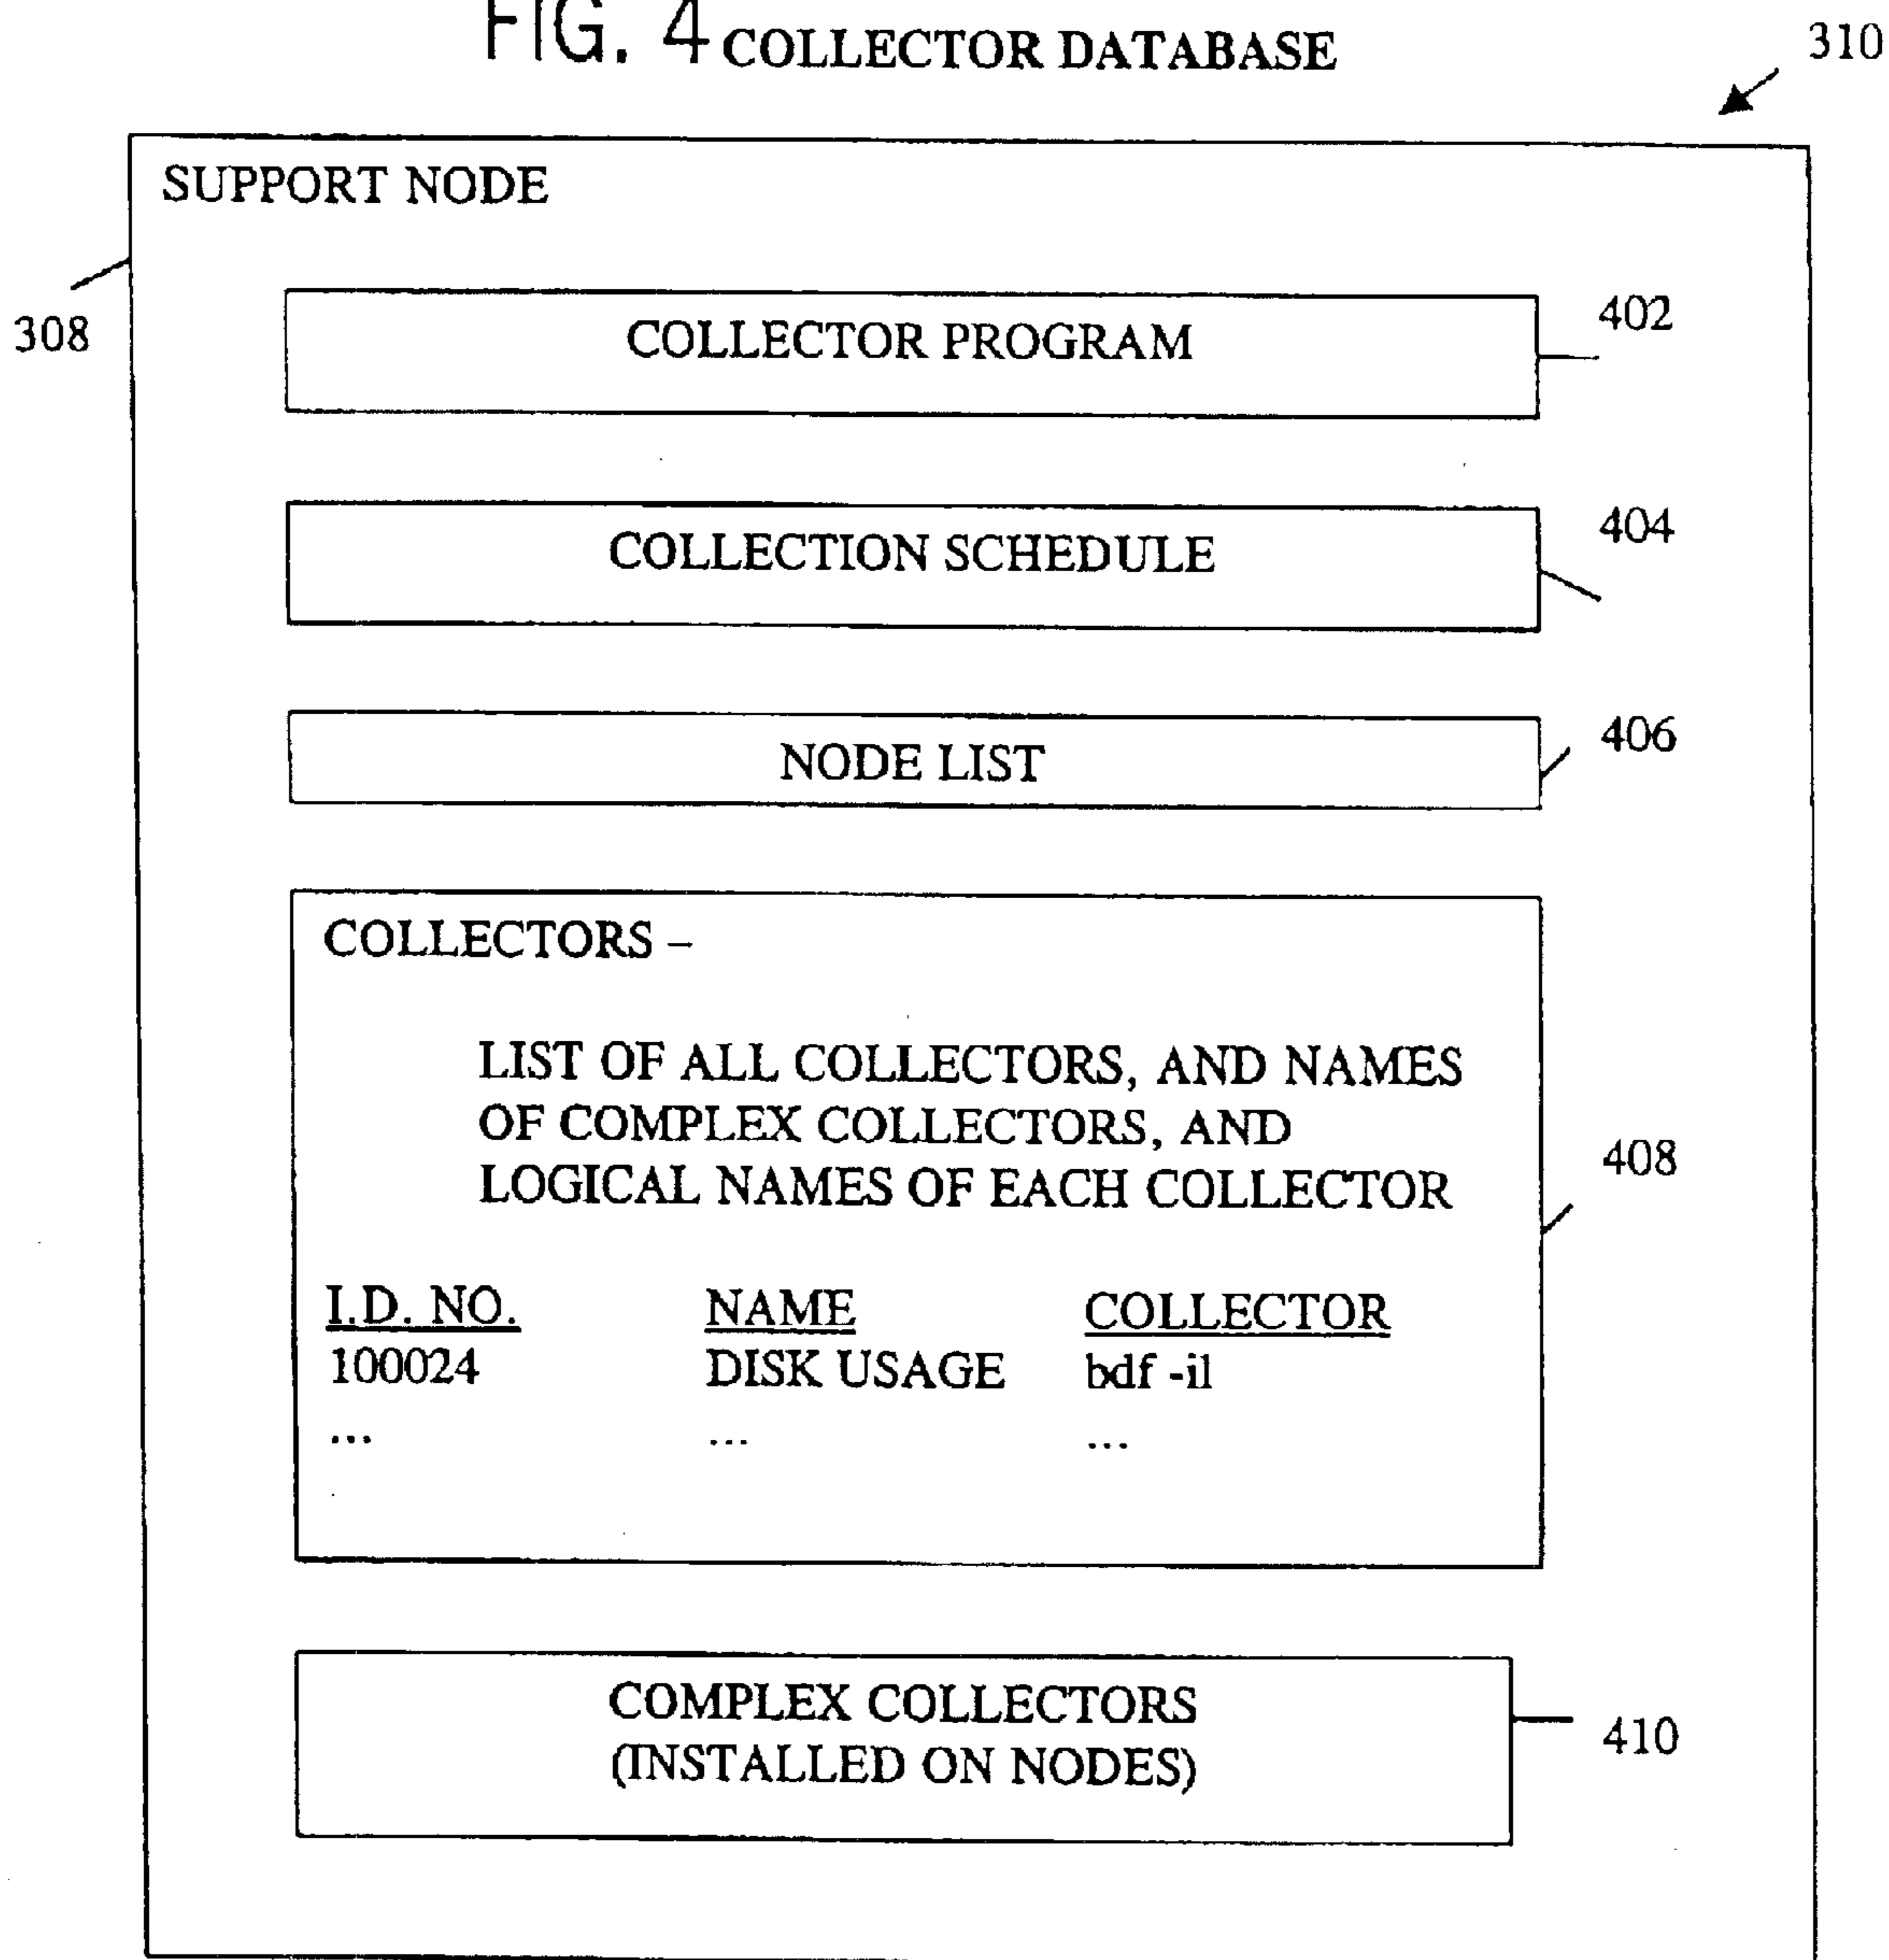 FIG. 4 COLLECTOR DATABASE
310
SUPPORT NODE
308
COLLECTOR PROGRAM
402
COLLECTION SCHEDULE
404
NODE LIST
406
COLLECTORS –
LIST OF ALL COLLECTORS, AND NAMES
OF COMPLEX COLLECTORS, AND
LOGICAL NAMES OF EACH COLLECTOR
408
I.D. NO. NAME COLLECTOR
100024 DISK USAGE bdf -il
... ... ...
COMPLEX COLLECTORS
(INSTALLED ON NODES)
410